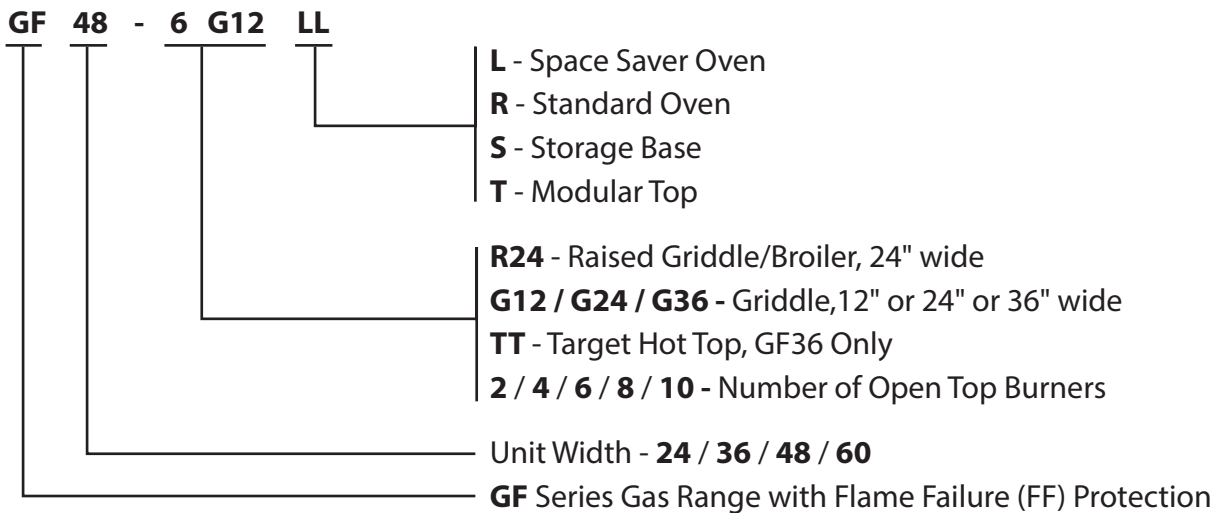 GF 48 - 6 G12 LL
L - Space Saver Oven
R - Standard Oven
S - Storage Base
T - Modular Top
R24 - Raised Griddle/Broiler, 24" wide
G12 / G24 / G36 - Griddle,12" or 24" or 36" wide
TT - Target Hot Top, GF36 Only
2 / 4 / 6 / 8 / 10 - Number of Open Top Burners
Unit Width - 24 / 36 / 48 / 60
GF Series Gas Range with Flame Failure (FF) Protection